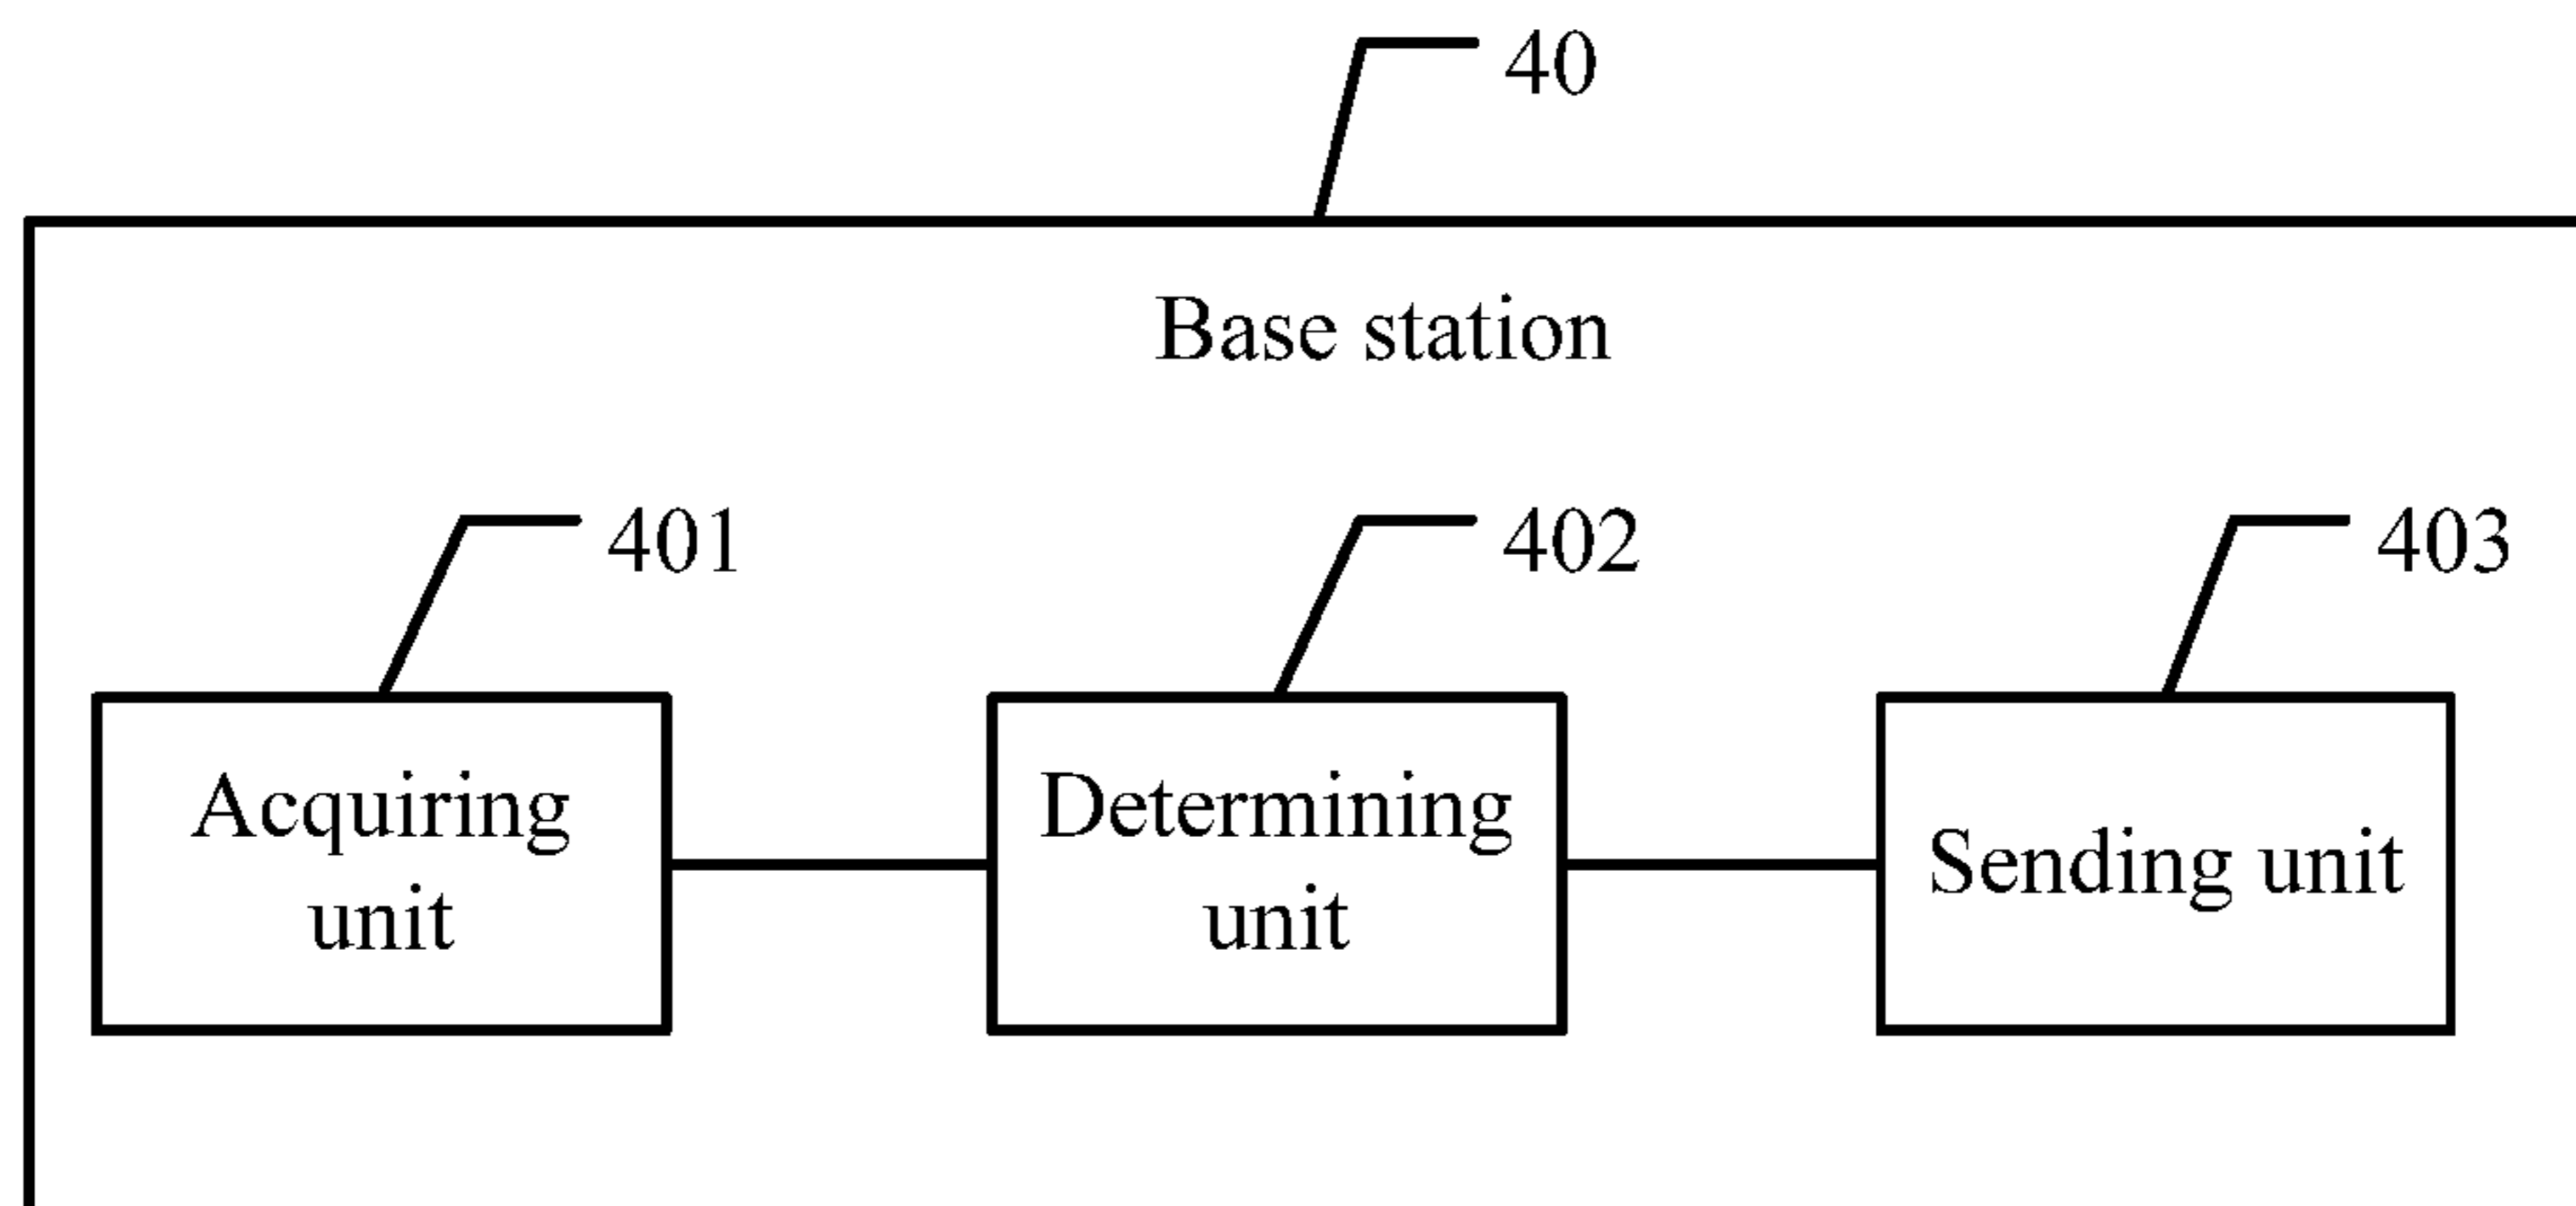 40
Base station
401
402
403
Acquiring
unit
Determining
unit
Sending unit